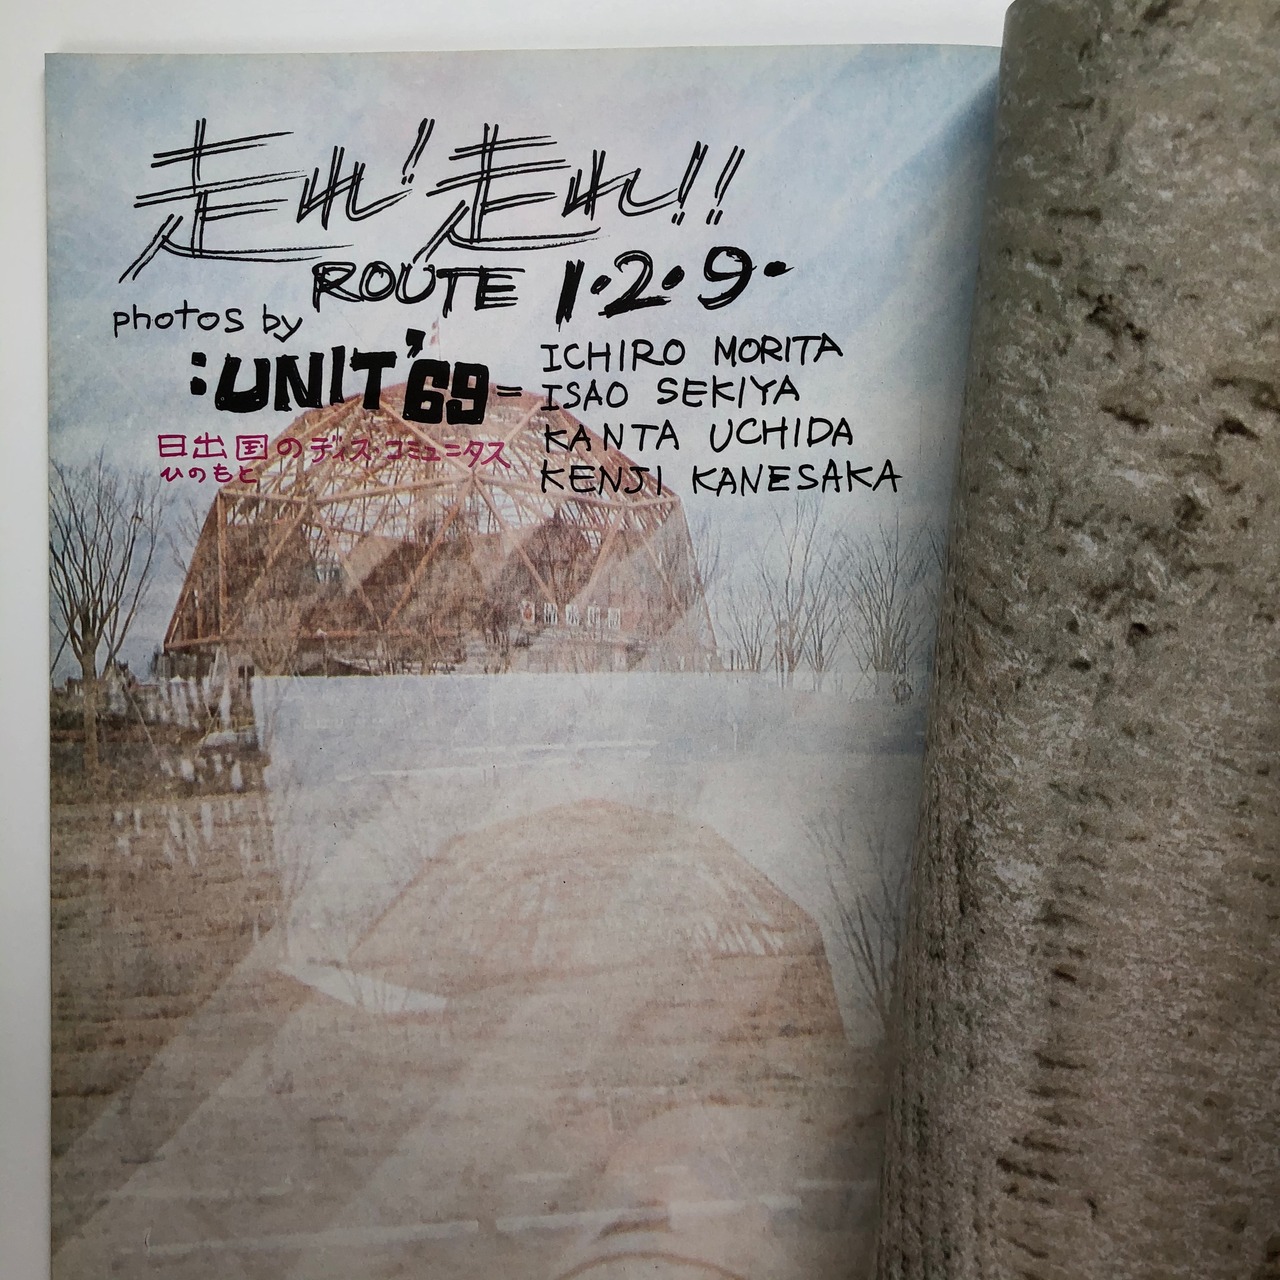 走れ!走れ!!
ROUTE 1・2・9・
photos by
:UNIT'69=
ICHIRO MORITA
ISAO SEKIYA
KANTA UCHIDA
KENJI KANESAKA
日出国のディス・コミュニタス
ひのもと